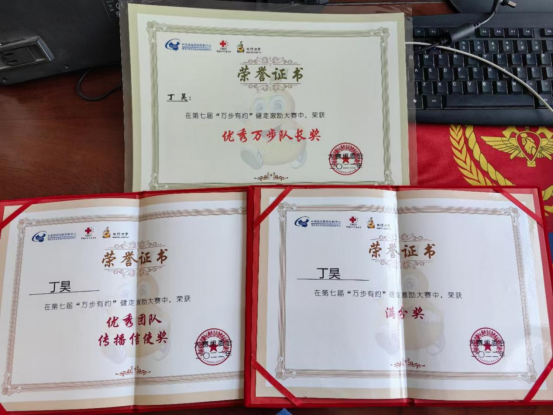 荣誉证书
丁昊：
在第七届“万步有约”健走激励大赛中，荣获
优秀万步队长奖
荣誉证书
丁昊
在第七届“万步有约”健走激励大赛中，荣获
优秀团队
传播信使奖
荣誉证书
丁昊
在第七届“万步有约”健走激励大赛中，荣获
满分奖